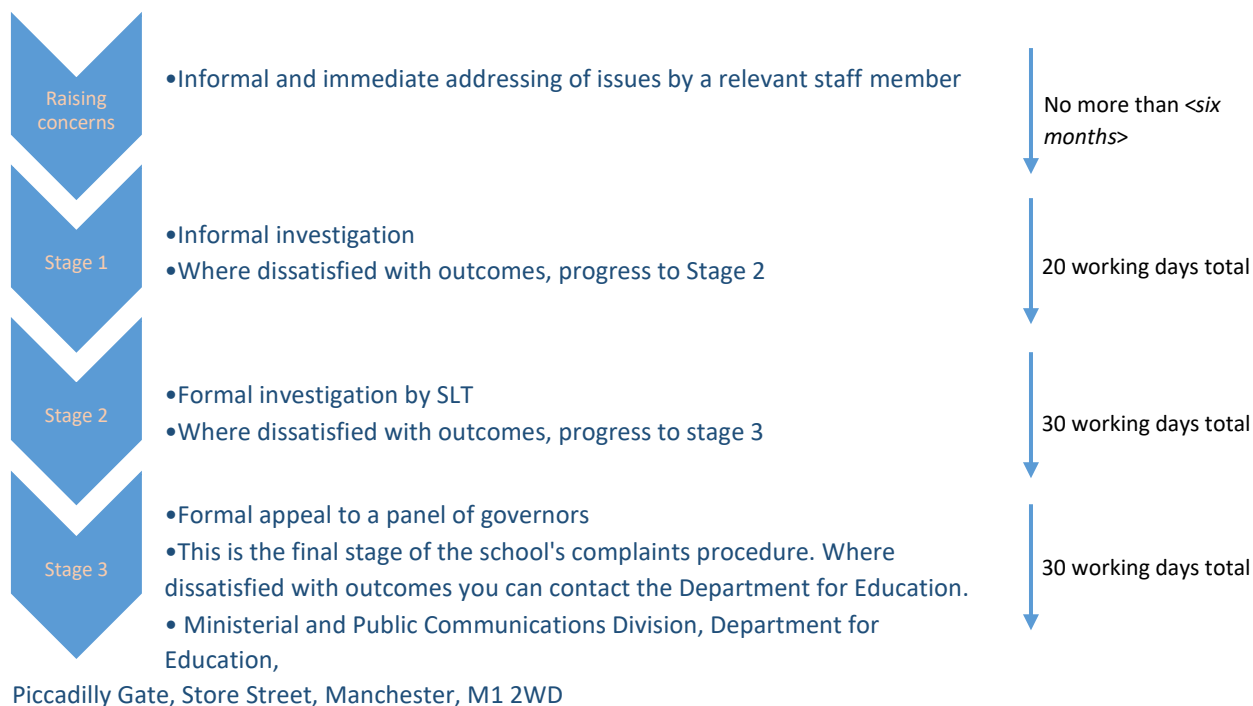 Raising
concerns
•Informal and immediate addressing of issues by a relevant staff member
No more than <six
months>
Stage 1
•Informal investigation
•Where dissatisfied with outcomes, progress to Stage 2
20 working days total
Stage 2
•Formal investigation by SLT
•Where dissatisfied with outcomes, progress to stage 3
30 working days total
Stage 3
•Formal appeal to a panel of governors
•This is the final stage of the school's complaints procedure. Where
dissatisfied with outcomes you can contact the Department for Education.
• Ministerial and Public Communications Division, Department for
Education,
30 working days total
Piccadilly Gate, Store Street, Manchester, M1 2WD